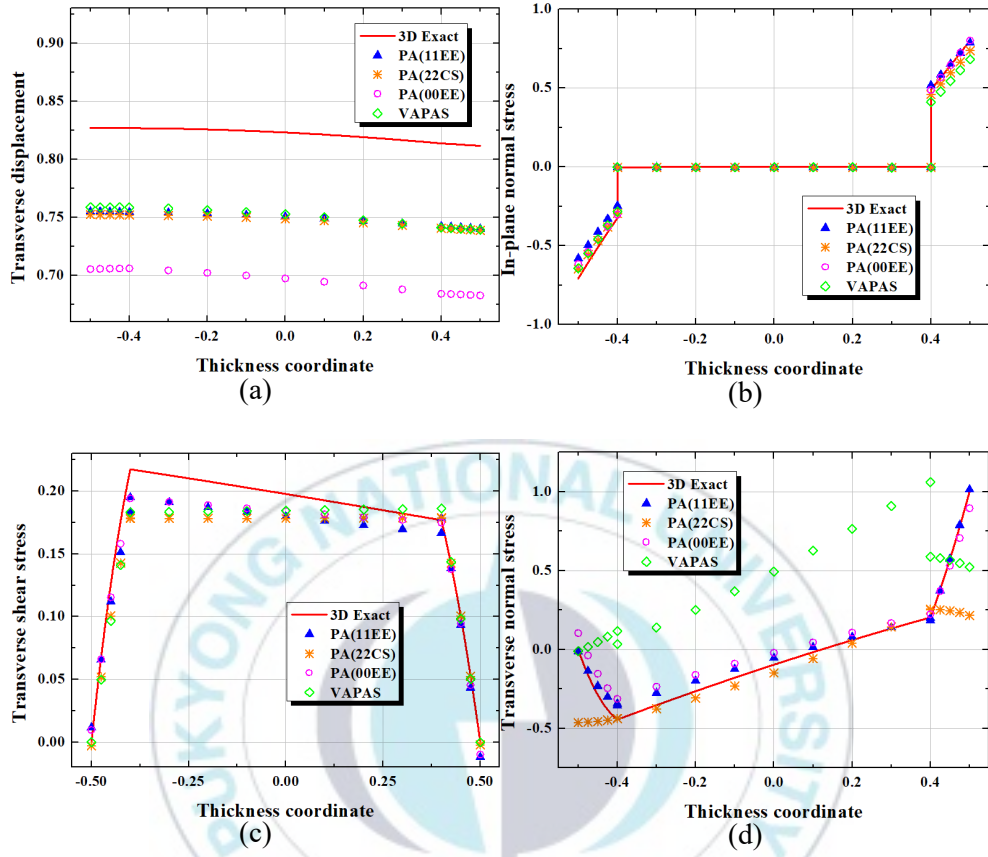 3D Exact
PA(11EE)
PA(22CS)
PA(00EE)
VAPAS
Transverse displacement
0.90
0.85
0.80
0.75
0.70
-0.4
-0.2
0.0
0.2
0.4
Thickness coordinate
(a)
In-plane normal stress
1.0
0.5
0.0
-0.5
-1.0
3D Exact
PA(11EE)
PA(22CS)
PA(00EE)
VAPAS
-0.4
-0.2
0.0
0.2
0.4
Thickness coordinate
(b)
Transverse shear stress
0.20
0.15
0.10
0.05
0.00
3D Exact
PA(11EE)
PA(22CS)
PA(00EE)
VAPAS
-0.50
-0.25
0.00
0.25
0.50
Thickness coordinate
(c)
Transverse normal stress
1.0
0.5
0.0
-0.5
3D Exact
PA(11EE)
PA(22CS)
PA(00EE)
VAPAS
-0.4
-0.2
0.0
0.2
0.4
Thickness coordinate
(d)
PUKYONG NATIONAL UNIVERSITY